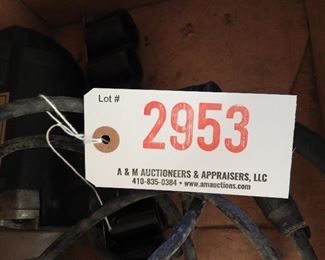 Lot #
2953
A & M AUCTIONEERS & APPRAISERS, LLC
410-835-0384 • www.amauctions.com